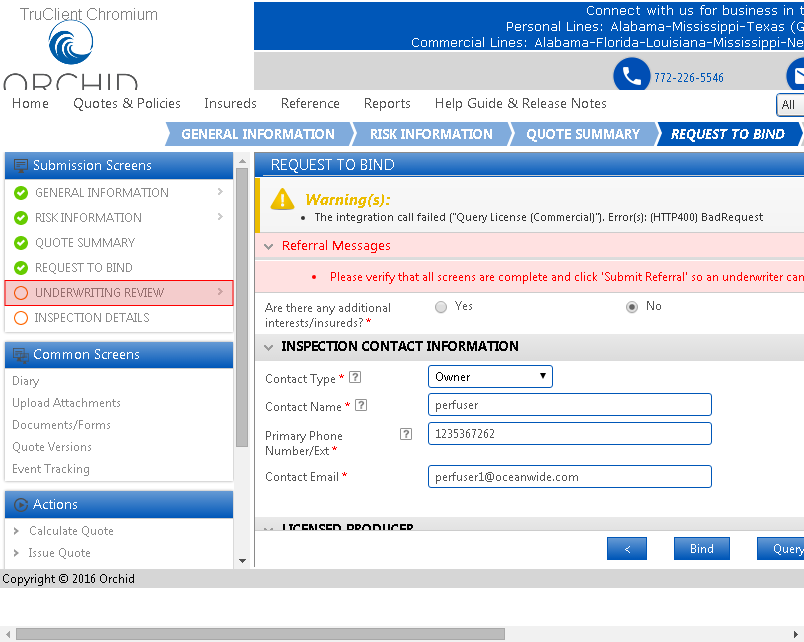 TruClient Chromium
Connect with us for business in t
Personal Lines: Alabama-Mississippi-Texas (G
Commercial Lines: Alabama-Florida-Louisiana-Mississippi-Ne
ORCHID
772-226-5546
Home Quotes & Policies Insureds Reference Reports Help Guide & Release Notes All
GENERAL INFORMATION RISK INFORMATION QUOTE SUMMARY REQUEST TO BIND
Submission Screens
GENERAL INFORMATION
RISK INFORMATION
QUOTE SUMMARY
REQUEST TO BIND
UNDERWRITING REVIEW
INSPECTION DETAILS
Common Screens
Diary
Upload Attachments
Documents/Forms
Quote Versions
Event Tracking
Actions
Calculate Quote
Issue Quote
REQUEST TO BIND
Warning(s):
• The integration call failed ("Query License (Commercial)"). Error(s): (HTTP400) BadRequest
Referral Messages
• Please verify that all screens are complete and click 'Submit Referral' so an underwriter can
Are there any additional
interests/insureds? * Yes No
INSPECTION CONTACT INFORMATION
Contact Type * ? Owner
Contact Name * ? perfuser
Primary Phone ? 1235367262
Number/Ext *
Contact Email * perfuser1@oceanwide.com
LICENSED PRODUCER
< Bind Query
Copyright © 2016 Orchid